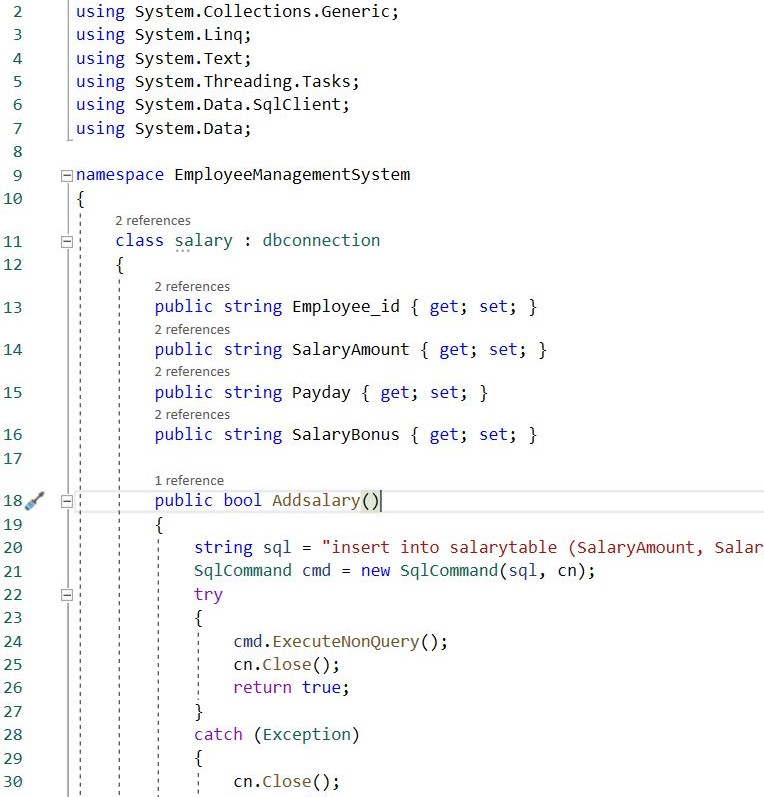 2 using System.Collections.Generic;
3 using System.Linq;
4 using System.Text;
5 using System.Threading.Tasks;
6 using System.Data.SqlClient;
7 using System.Data;
8
9 namespace EmployeeManagementSystem
10 {
2 references
11 class salary : dbconnection
12 {
2 references
13 public string Employee_id { get; set; }
2 references
14 public string SalaryAmount { get; set; }
2 references
15 public string Payday { get; set; }
2 references
16 public string SalaryBonus { get; set; }
17
1 reference
18 public bool Addsalary()
19 {
20 string sql = "insert into salarytable (SalaryAmount, Salar
21 SqlCommand cmd = new SqlCommand(sql, cn);
22 try
23 {
24 cmd.ExecuteNonQuery();
25 cn.Close();
26 return true;
27 }
28 catch (Exception)
29 {
30 cn.Close();